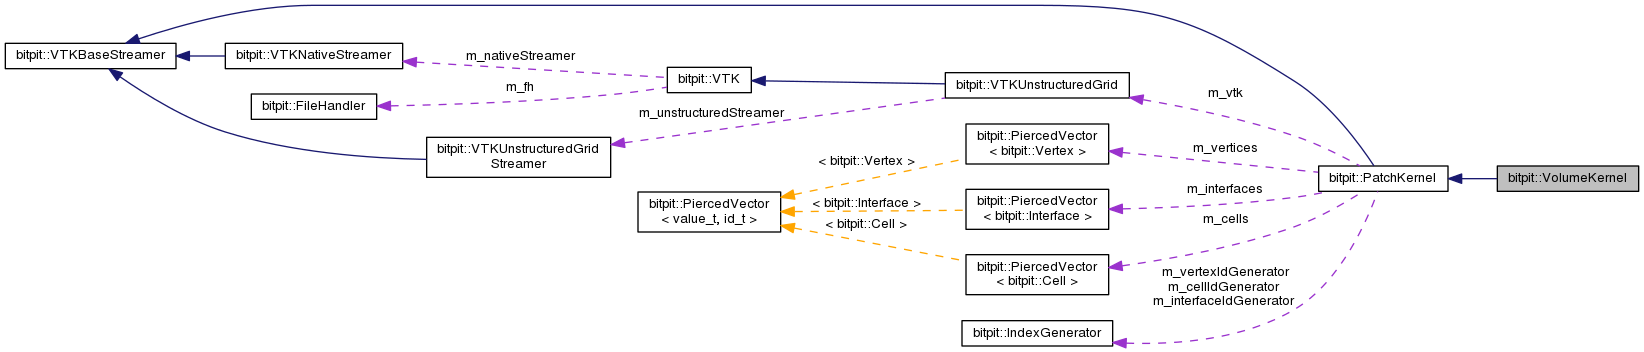 bitpit::VTKBaseStreamer
bitpit::VTKNativeStreamer
m_nativeStreamer
bitpit::VTK
bitpit::VTKUnstructuredGrid
m_vtk
bitpit::FileHandler
m_fh
m_unstructuredStreamer
bitpit::VTKUnstructuredGrid
Streamer
bitpit::PiercedVector
< bitpit::Vertex >
m_vertices
< bitpit::Vertex >
bitpit::PatchKernel
bitpit::VolumeKernel
bitpit::PiercedVector
< value_t, id_t >
< bitpit::Interface >
bitpit::PiercedVector
< bitpit::Interface >
m_interfaces
< bitpit::Cell >
m_cells
bitpit::PiercedVector
< bitpit::Cell >
m_vertexIdGenerator
m_cellIdGenerator
m_interfaceIdGenerator
bitpit::IndexGenerator